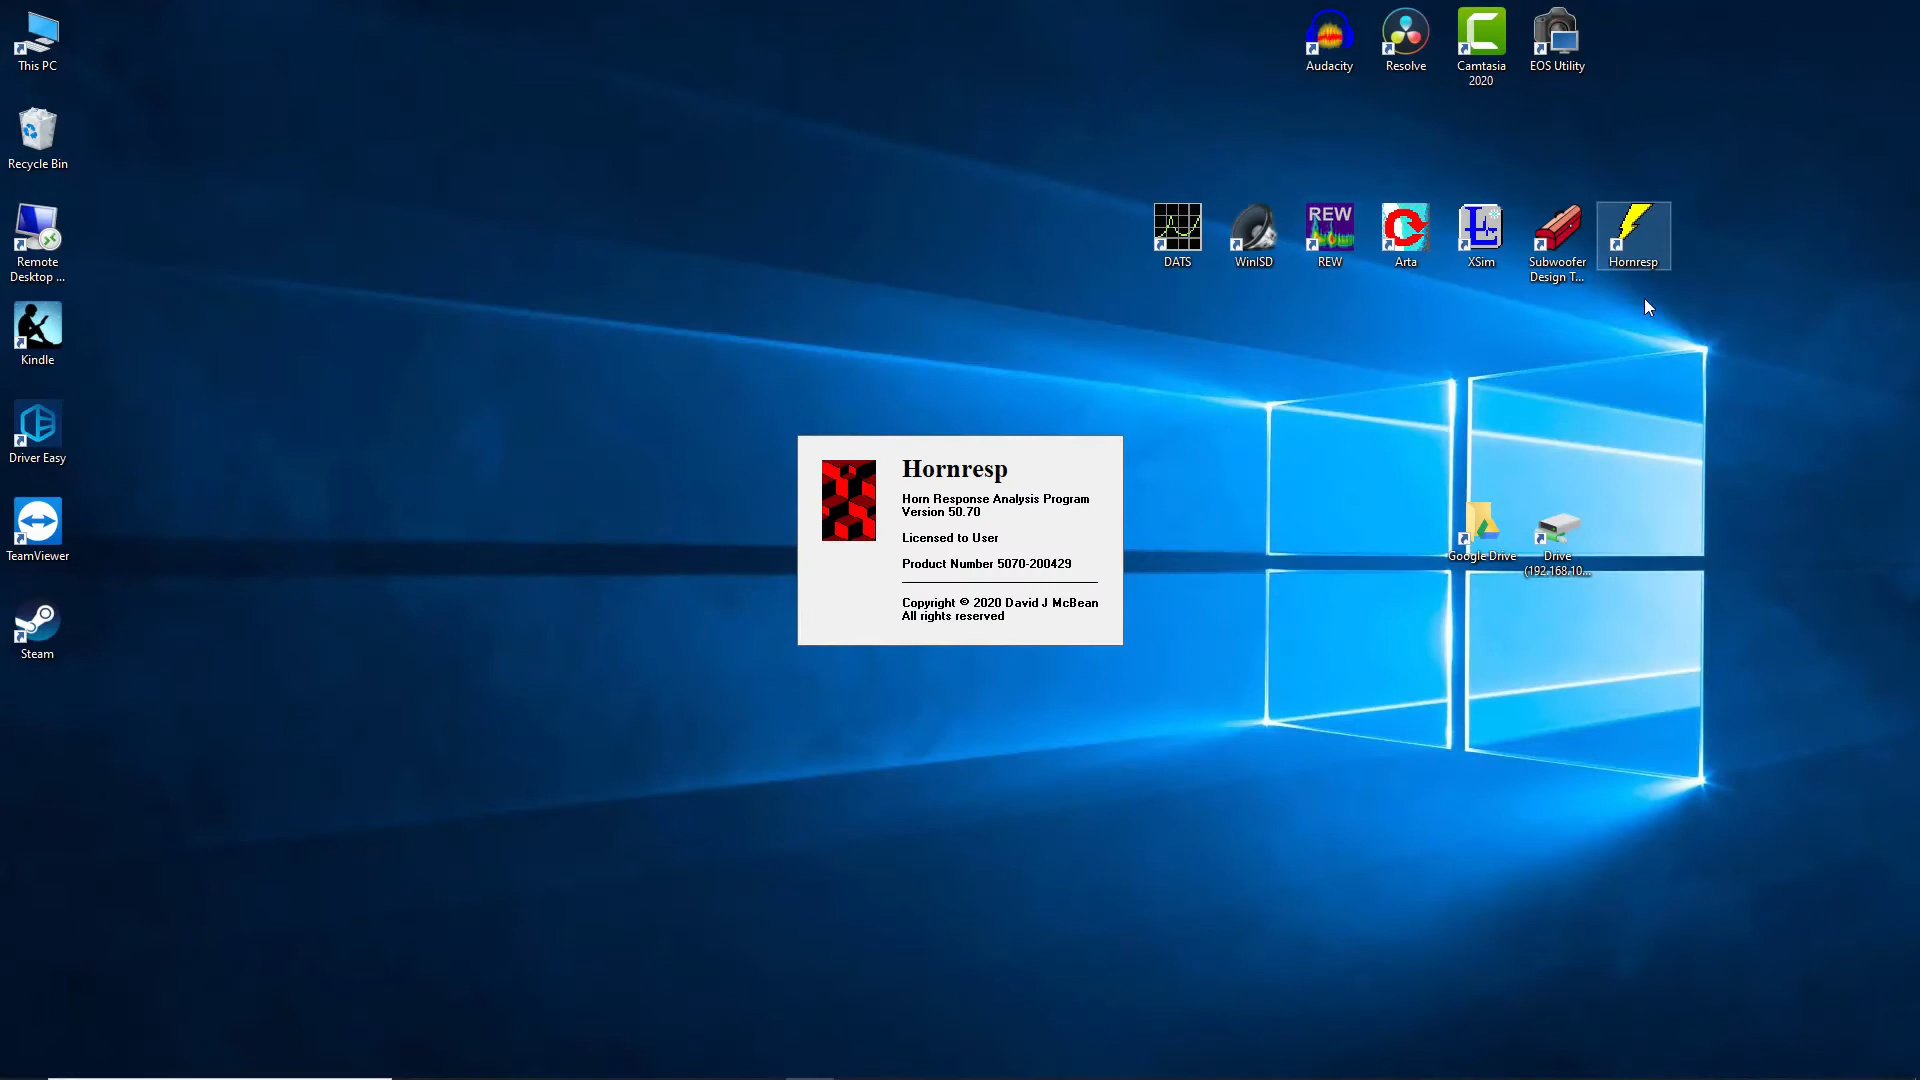 This PC
Recycle Bin
Remote
Desktop ...
Kindle
Driver Easy
TeamViewer
Steam
Audacity
Resolve
Camtasia
2020
EOS Utility
DATS
WinISD
REW
REW
Arta
XSim
Subwoofer
Design T...
Hornresp
Hornresp
Horn Response Analysis Program
Version 50.70
Licensed to User
Product Number 5070-200429
Copyright © 2020 David J McBean
All rights reserved
Google Drive
Drive
(192.168.10...